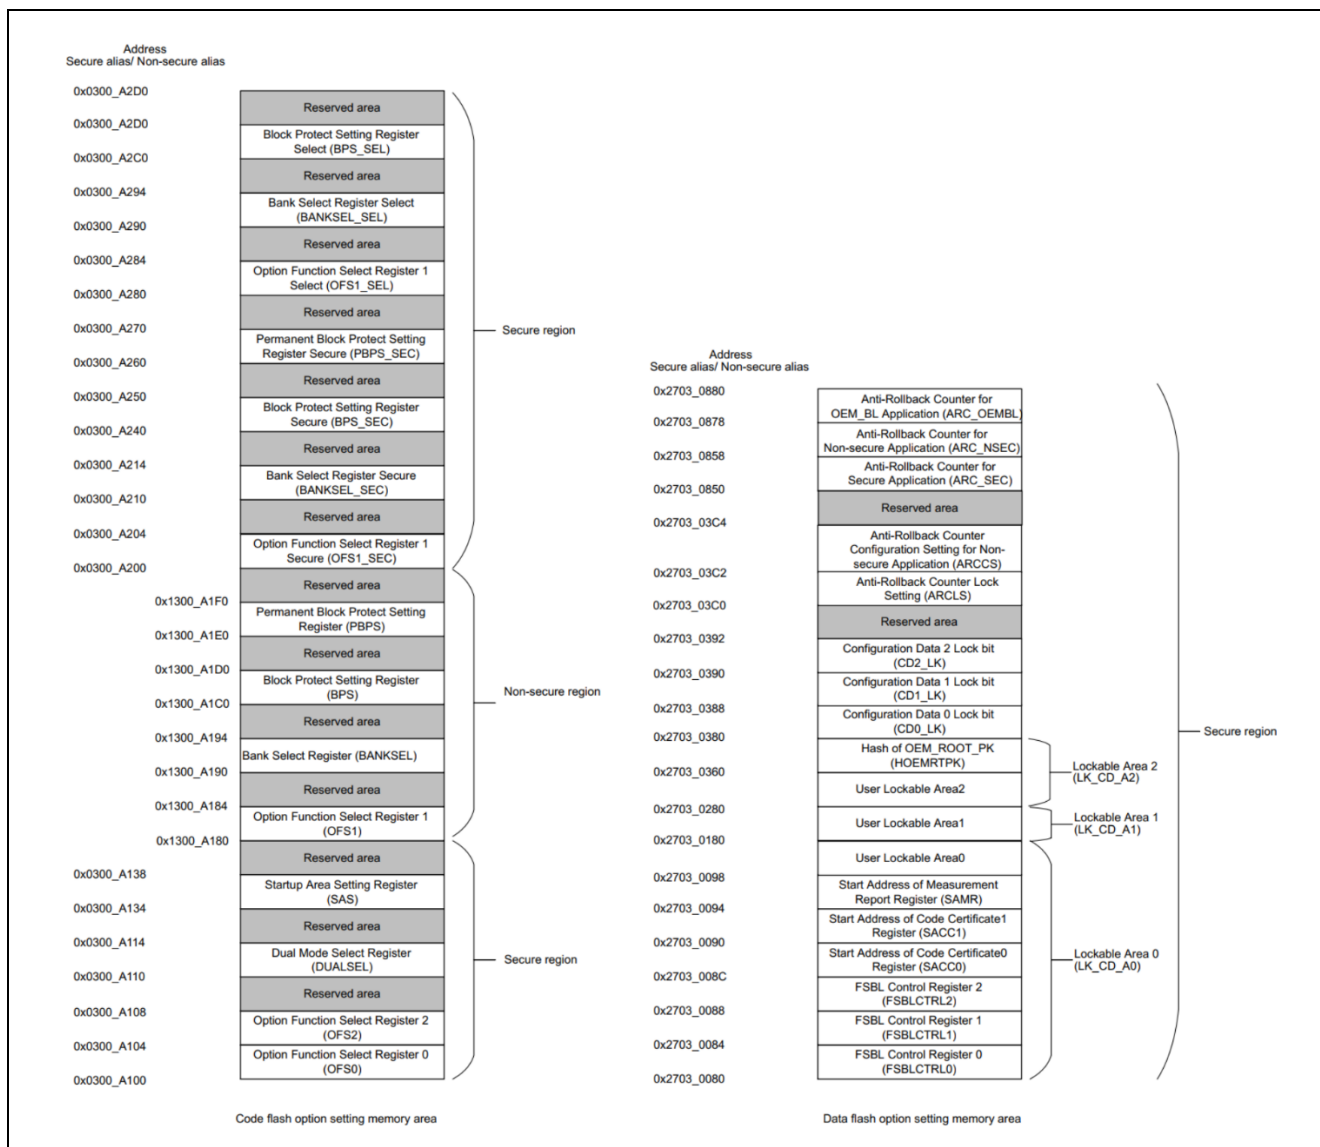 Address
Secure alias/ Non-secure alias
0x0300_A2D0
Reserved area
0x0300_A2D0
Block Protect Setting Register
Select (BPS_SEL)
0x0300_A2C0
Reserved area
0x0300_A294
Bank Select Register Select
(BANKSEL_SEL)
0x0300_A290
Reserved area
0x0300_A284
Option Function Select Register 1
Select (OFS1_SEL)
0x0300_A280
Reserved area
0x0300_A270
Permanent Block Protect Setting
Register Secure (PBPS_SEC)
0x0300_A260
Reserved area
0x0300_A250
Block Protect Setting Register
Secure (BPS_SEC)
0x0300_A240
Reserved area
0x0300_A214
Bank Select Register Secure
(BANKSEL_SEC)
0x0300_A210
Reserved area
0x0300_A204
Option Function Select Register 1
Secure (OFS1_SEC)
0x0300_A200
Secure region
Reserved area
0x1300_A1F0
Permanent Block Protect Setting
Register (PBPS)
0x1300_A1E0
Reserved area
0x1300_A1D0
Block Protect Setting Register
(BPS)
0x1300_A1C0
Reserved area
0x1300_A194
Bank Select Register (BANKSEL)
0x1300_A190
Reserved area
0x1300_A184
Option Function Select Register 1
(OFS1)
0x1300_A180
Non-secure region
Reserved area
0x0300_A138
Startup Area Setting Register
(SAS)
0x0300_A134
Reserved area
0x0300_A114
Dual Mode Select Register
(DUALSEL)
0x0300_A110
Reserved area
0x0300_A108
Option Function Select Register 2
(OFS2)
0x0300_A104
Option Function Select Register 0
(OFS0)
0x0300_A100
Secure region
Code flash option setting memory area
Address
Secure alias/ Non-secure alias
0x2703_0880
Anti-Rollback Counter for
OEM_BL Application (ARC_OEMBL)
0x2703_0878
Anti-Rollback Counter for
Non-secure Application (ARC_NSEC)
0x2703_0858
Anti-Rollback Counter for
Secure Application (ARC_SEC)
0x2703_0850
Reserved area
0x2703_03C4
Anti-Rollback Counter
Configuration Setting for Non-
secure Application (ARCCS)
0x2703_03C2
Anti-Rollback Counter Lock
Setting (ARCLS)
0x2703_03C0
Reserved area
0x2703_0392
Configuration Data 2 Lock bit
(CD2_LK)
0x2703_0390
Configuration Data 1 Lock bit
(CD1_LK)
0x2703_0388
Configuration Data 0 Lock bit
(CD0_LK)
0x2703_0380
Hash of OEM_ROOT_PK
(HOEMRTPK)
0x2703_0360
User Lockable Area2
0x2703_0280
Lockable Area 2
(LK_CD_A2)
User Lockable Area1
0x2703_0180
Lockable Area 1
(LK_CD_A1)
User Lockable Area0
0x2703_0098
Start Address of Measurement
Report Register (SAMR)
0x2703_0094
Start Address of Code Certificate1
Register (SACC1)
0x2703_0090
Start Address of Code Certificate0
Register (SACC0)
0x2703_008C
FSBL Control Register 2
(FSBLCTRL2)
0x2703_0088
FSBL Control Register 1
(FSBLCTRL1)
0x2703_0084
FSBL Control Register 0
(FSBLCTRL0)
0x2703_0080
Lockable Area 0
(LK_CD_A0)
Secure region
Data flash option setting memory area